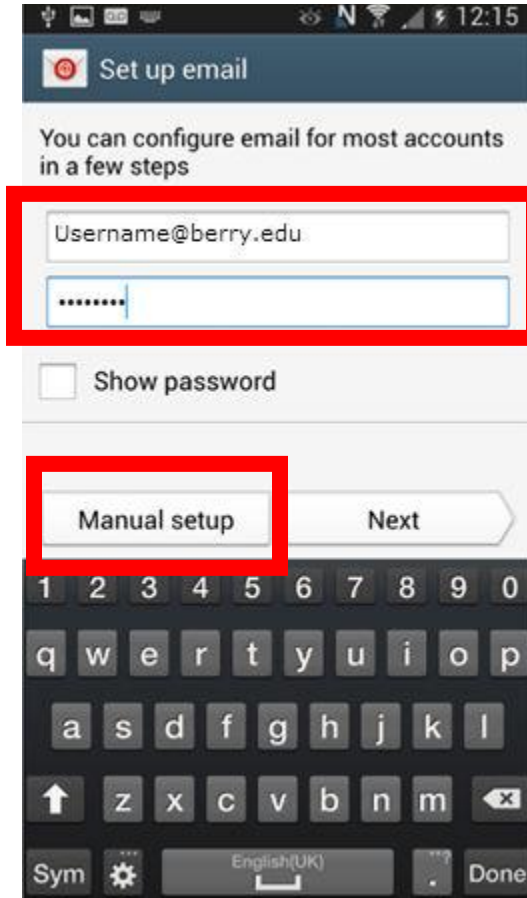 12:15
Set up email
You can configure email for most accounts
in a few steps
Username@berry.edu
••••••••
Show password
Manual setup Next
1 2 3 4 5 6 7 8 9 0
q w e r t y u i o p
a s d f g h j k l
z x c v b n m
Sym English(UK) . Done